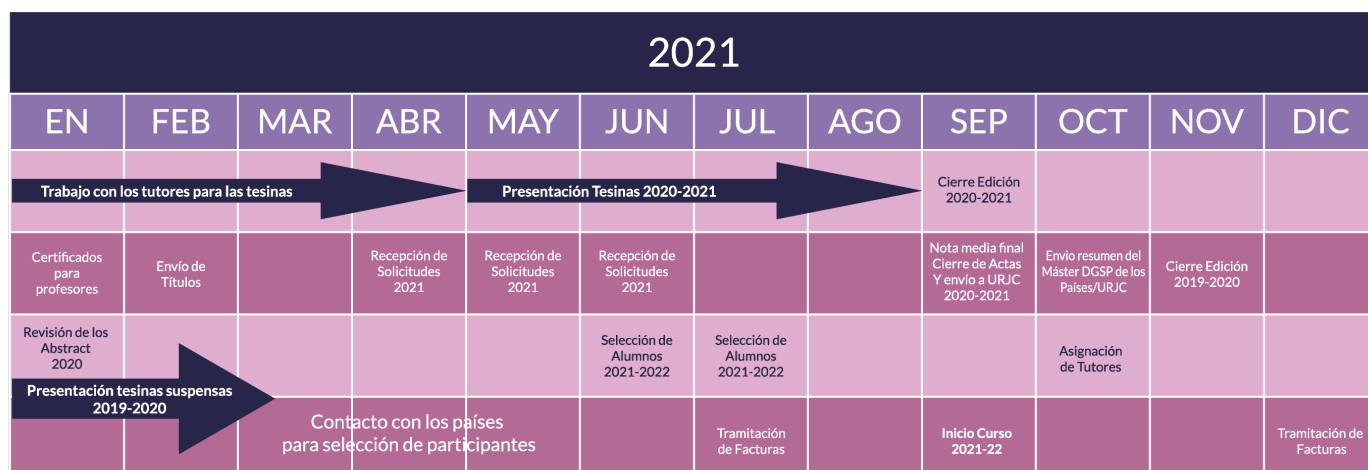 2021
EN
FEB
MAR
ABR
MAY
JUN
JUL
AGO
SEP
OCT
NOV
DIC
Trabajo con los tutores para las tesinas
Presentación Tesinas 2020-2021
Cierre Edición
2020-2021
Certificados
para
profesores
Envío de
Títulos
Recepción de
Solicitudes
2021
Recepción de
Solicitudes
2021
Recepción de
Solicitudes
2021
Nota media final
Cierre de Actas
Y envío a URJC
2020-2021
Envio resumen del
Máster DGSP de los
Países/URJC
Cierre Edición
2019-2020
Revisión de los
Abstract
2020
Selección de
Alumnos
2021-2022
Selección de
Alumnos
2021-2022
Asignación
de Tutores
Presentación tesinas suspensas
2019-2020
Contacto con los países
para selección de participantes
Tramitación
de Facturas
Inicio Curso
2021-22
Tramitación de
Facturas